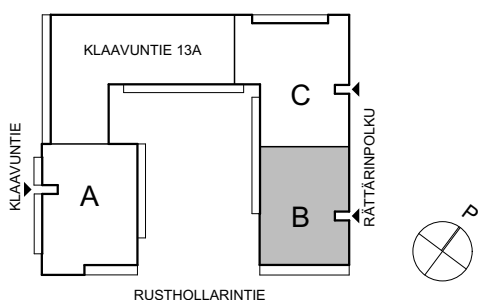 KLAAVUNTIE 13A
C
KLAAVUNTIE
A
B
RÄTTÄRINPOLKU
P
RUSTHOLLARINTIE